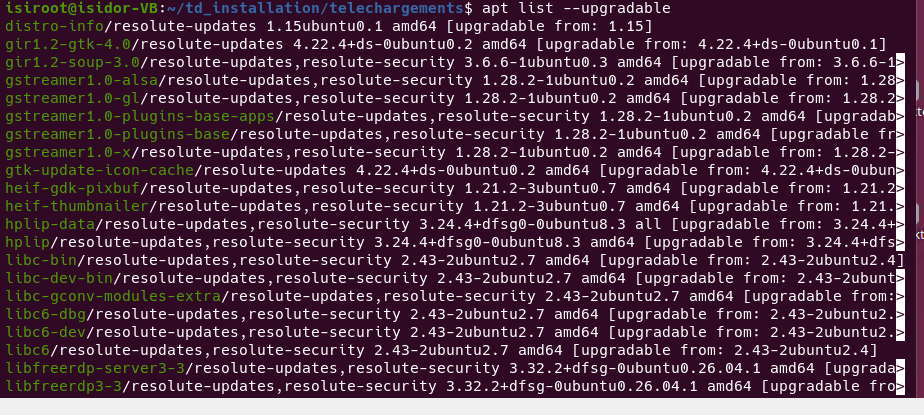 isiroot@isidor-VB:~/td_installation/telechargements$ apt list --upgradable
distro-info/resolute-updates 1.15ubuntu0.1 amd64 [upgradable from: 1.15]
gir1.2-gtk-4.0/resolute-updates 4.22.4+ds-0ubuntu0.2 amd64 [upgradable from: 4.22.4+ds-0ubuntu0.1]
gir1.2-soup-3.0/resolute-updates,resolute-security 3.6.6-1ubuntu0.3 amd64 [upgradable from: 3.6.6-1>
gstreamer1.0-alsa/resolute-updates,resolute-security 1.28.2-1ubuntu0.2 amd64 [upgradable from: 1.28>
gstreamer1.0-gl/resolute-updates,resolute-security 1.28.2-1ubuntu0.2 amd64 [upgradable from: 1.28.2>
gstreamer1.0-plugins-base-apps/resolute-updates,resolute-security 1.28.2-1ubuntu0.2 amd64 [upgradab>
gstreamer1.0-plugins-base/resolute-updates,resolute-security 1.28.2-1ubuntu0.2 amd64 [upgradable fr>
gstreamer1.0-x/resolute-updates,resolute-security 1.28.2-1ubuntu0.2 amd64 [upgradable from: 1.28.2->
gtk-update-icon-cache/resolute-updates 4.22.4+ds-0ubuntu0.2 amd64 [upgradable from: 4.22.4+ds-0ubun>
heif-gdk-pixbuf/resolute-updates,resolute-security 1.21.2-3ubuntu0.7 amd64 [upgradable from: 1.21.2>
heif-thumbnailer/resolute-updates,resolute-security 1.21.2-3ubuntu0.7 amd64 [upgradable from: 1.21.>
hplip-data/resolute-updates,resolute-security 3.24.4+dfsg0-0ubuntu8.3 all [upgradable from: 3.24.4+>
hplip/resolute-updates,resolute-security 3.24.4+dfsg0-0ubuntu8.3 amd64 [upgradable from: 3.24.4+dfs>
libc-bin/resolute-updates,resolute-security 2.43-2ubuntu2.7 amd64 [upgradable from: 2.43-2ubuntu2.4]
libc-dev-bin/resolute-updates,resolute-security 2.43-2ubuntu2.7 amd64 [upgradable from: 2.43-2ubunt>
libc-gconv-modules-extra/resolute-updates,resolute-security 2.43-2ubuntu2.7 amd64 [upgradable from:>
libc6-dbg/resolute-updates,resolute-security 2.43-2ubuntu2.7 amd64 [upgradable from: 2.43-2ubuntu2.>
libc6-dev/resolute-updates,resolute-security 2.43-2ubuntu2.7 amd64 [upgradable from: 2.43-2ubuntu2.>
libc6/resolute-updates,resolute-security 2.43-2ubuntu2.7 amd64 [upgradable from: 2.43-2ubuntu2.4]
libfreerdp-server3-3/resolute-updates,resolute-security 3.32.2+dfsg-0ubuntu0.26.04.1 amd64 [upgrada>
libfreerdp3-3/resolute-updates,resolute-security 3.32.2+dfsg-0ubuntu0.26.04.1 amd64 [upgradable fro>